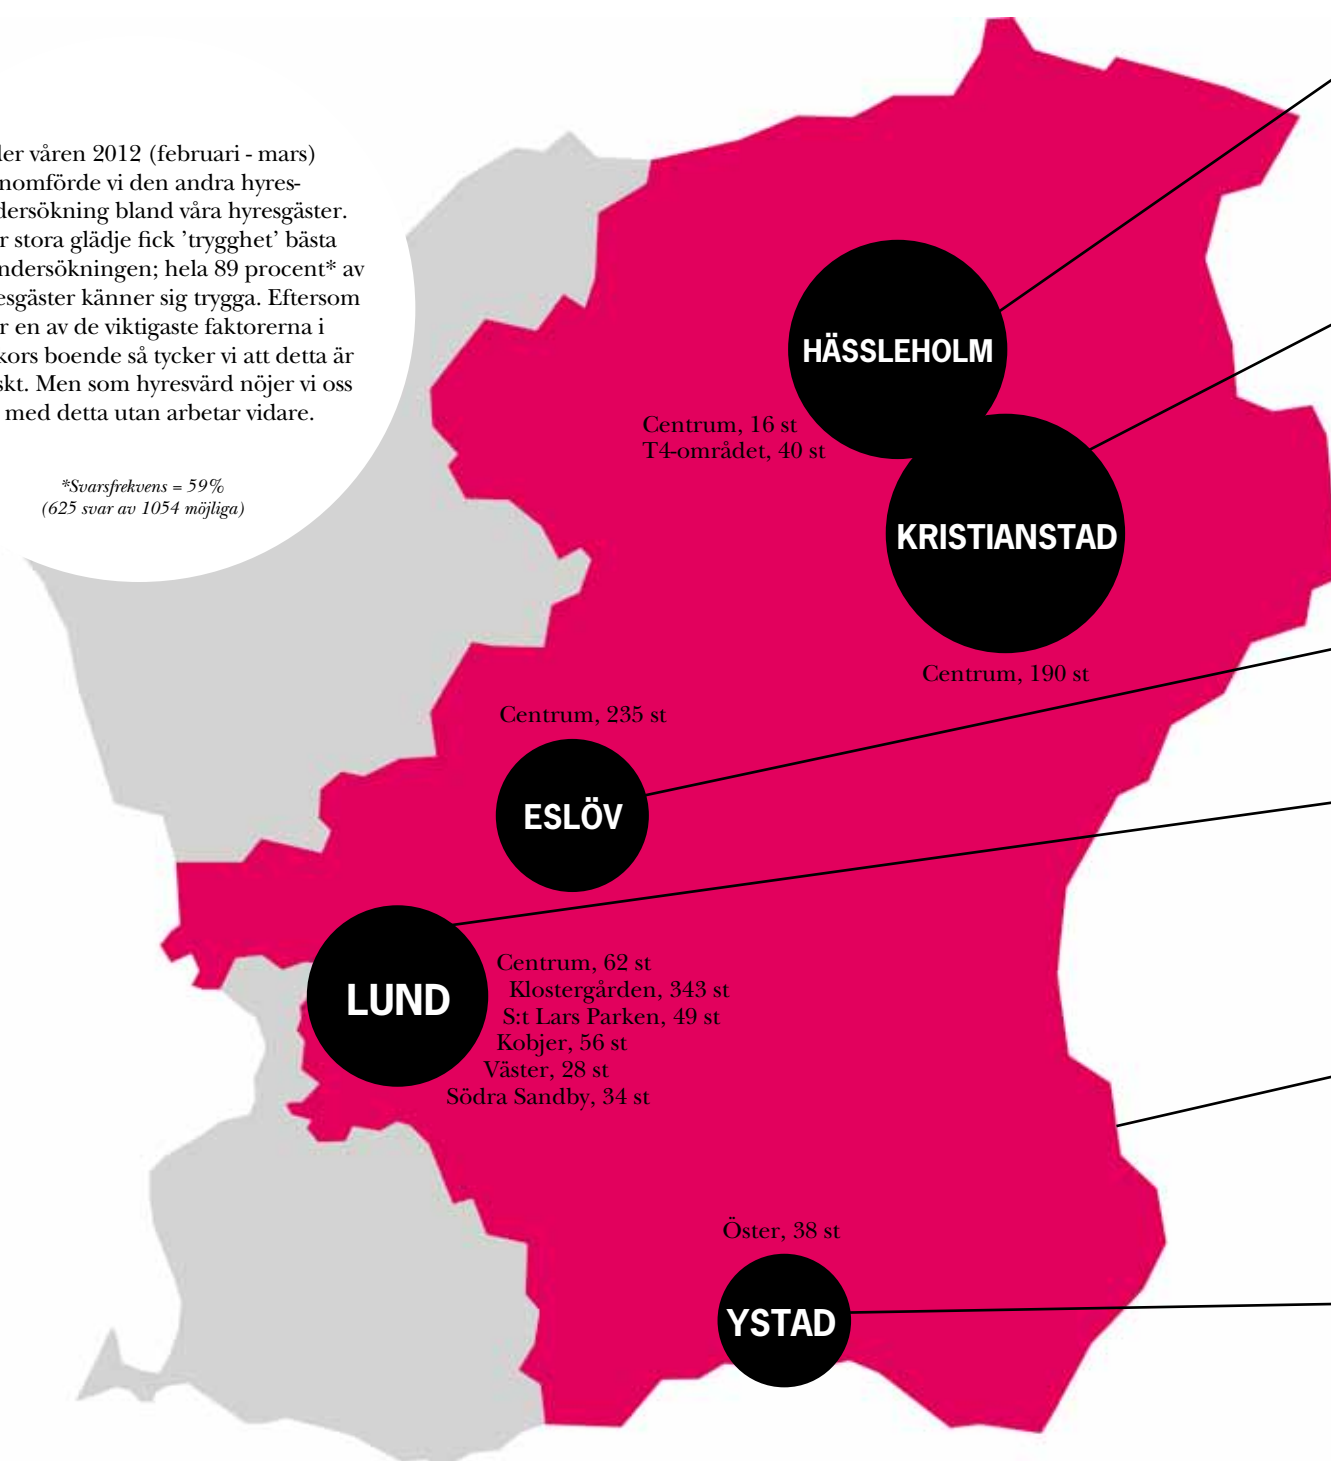 ler våren 2012 (februari - mars)
nomförde vi den andra hyres-
dersökning bland våra hyresgäster.
r stora glädje fick ’trygghet’ bästa
ndersökningen; hela 89 procent* av
esgäster känner sig trygga. Eftersom
r en av de viktigaste faktorerna i
kors boende så tycker vi att detta är
skt. Men som hyresvärd nöjer vi oss
med detta utan arbetar vidare.
*Svarsfrekvens = 59%
(625 svar av 1054 möjliga)
HÄSSLEHOLM
Centrum, 16 st
T4-området, 40 st
KRISTIANSTAD
Centrum, 190 st
Centrum, 235 st
ESLÖV
LUND
Centrum, 62 st
Klostergården, 343 st
S:t Lars Parken, 49 st
Kobjer, 56 st
Väster, 28 st
Södra Sandby, 34 st
Öster, 38 st
YSTAD